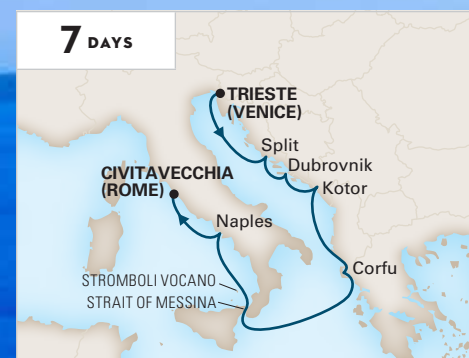 7 DAYS
TRIESTE
(VENICE)
Split
Dubrovnik
Kotor
CIVITAVECCHIA
(ROME)
Naples
Corfu
STROMBOLI VOCANO
STRAIT OF MESSINA